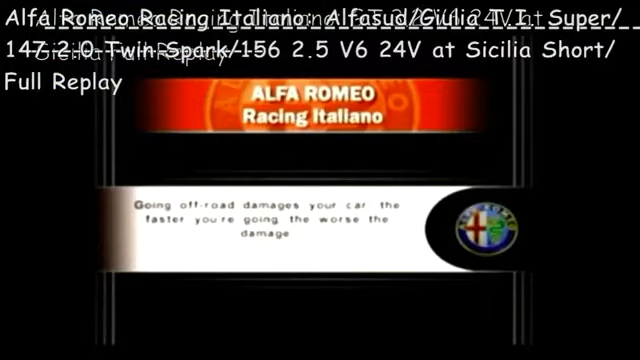 Alfa Romeo Racing Italiano: Alfasud/Giulia T.I. Super/
147 2.0 Twin Spark/156 2.5 V6 24V at Sicilia Short/
Full Replay
ALFA ROMEO
Racing Italiano
Going off-road damages your car the
faster you're going the worse the
damage
ALFA ROMEO